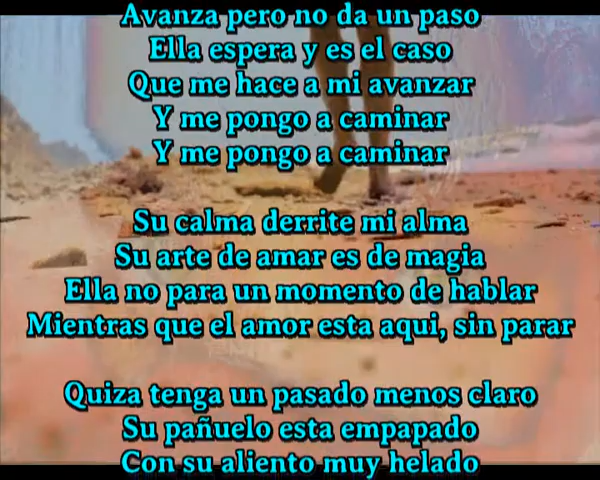 Avanza pero no da un paso
Ella espera y es el caso
Que me hace a mi avanzar
Y me pongo a caminar
Y me pongo a caminar
Su calma derrite mi alma
Su arte de amar es de magia
Ella no para un momento de hablar
Mientras que el amor esta aqui, sin parar
Quiza tenga un pasado menos claro
Su pañuelo esta empapado
Con su aliento muy helado